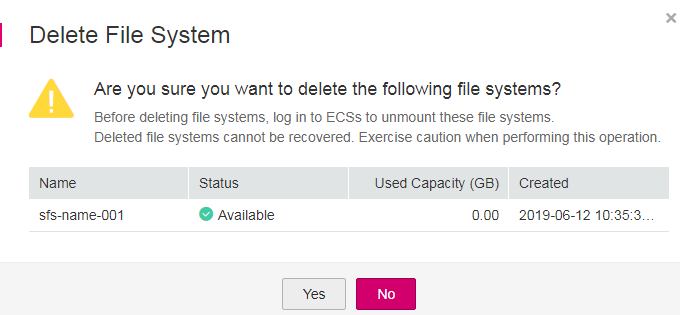 Delete File System
Are you sure you want to delete the following file systems?
Before deleting file systems, log in to ECSs to unmount these file systems.
Deleted file systems cannot be recovered. Exercise caution when performing this operation.
Name Status Used Capacity (GB) Created
sfs-name-001 Available 0.00 2019-06-12 10:35:3...
Yes No